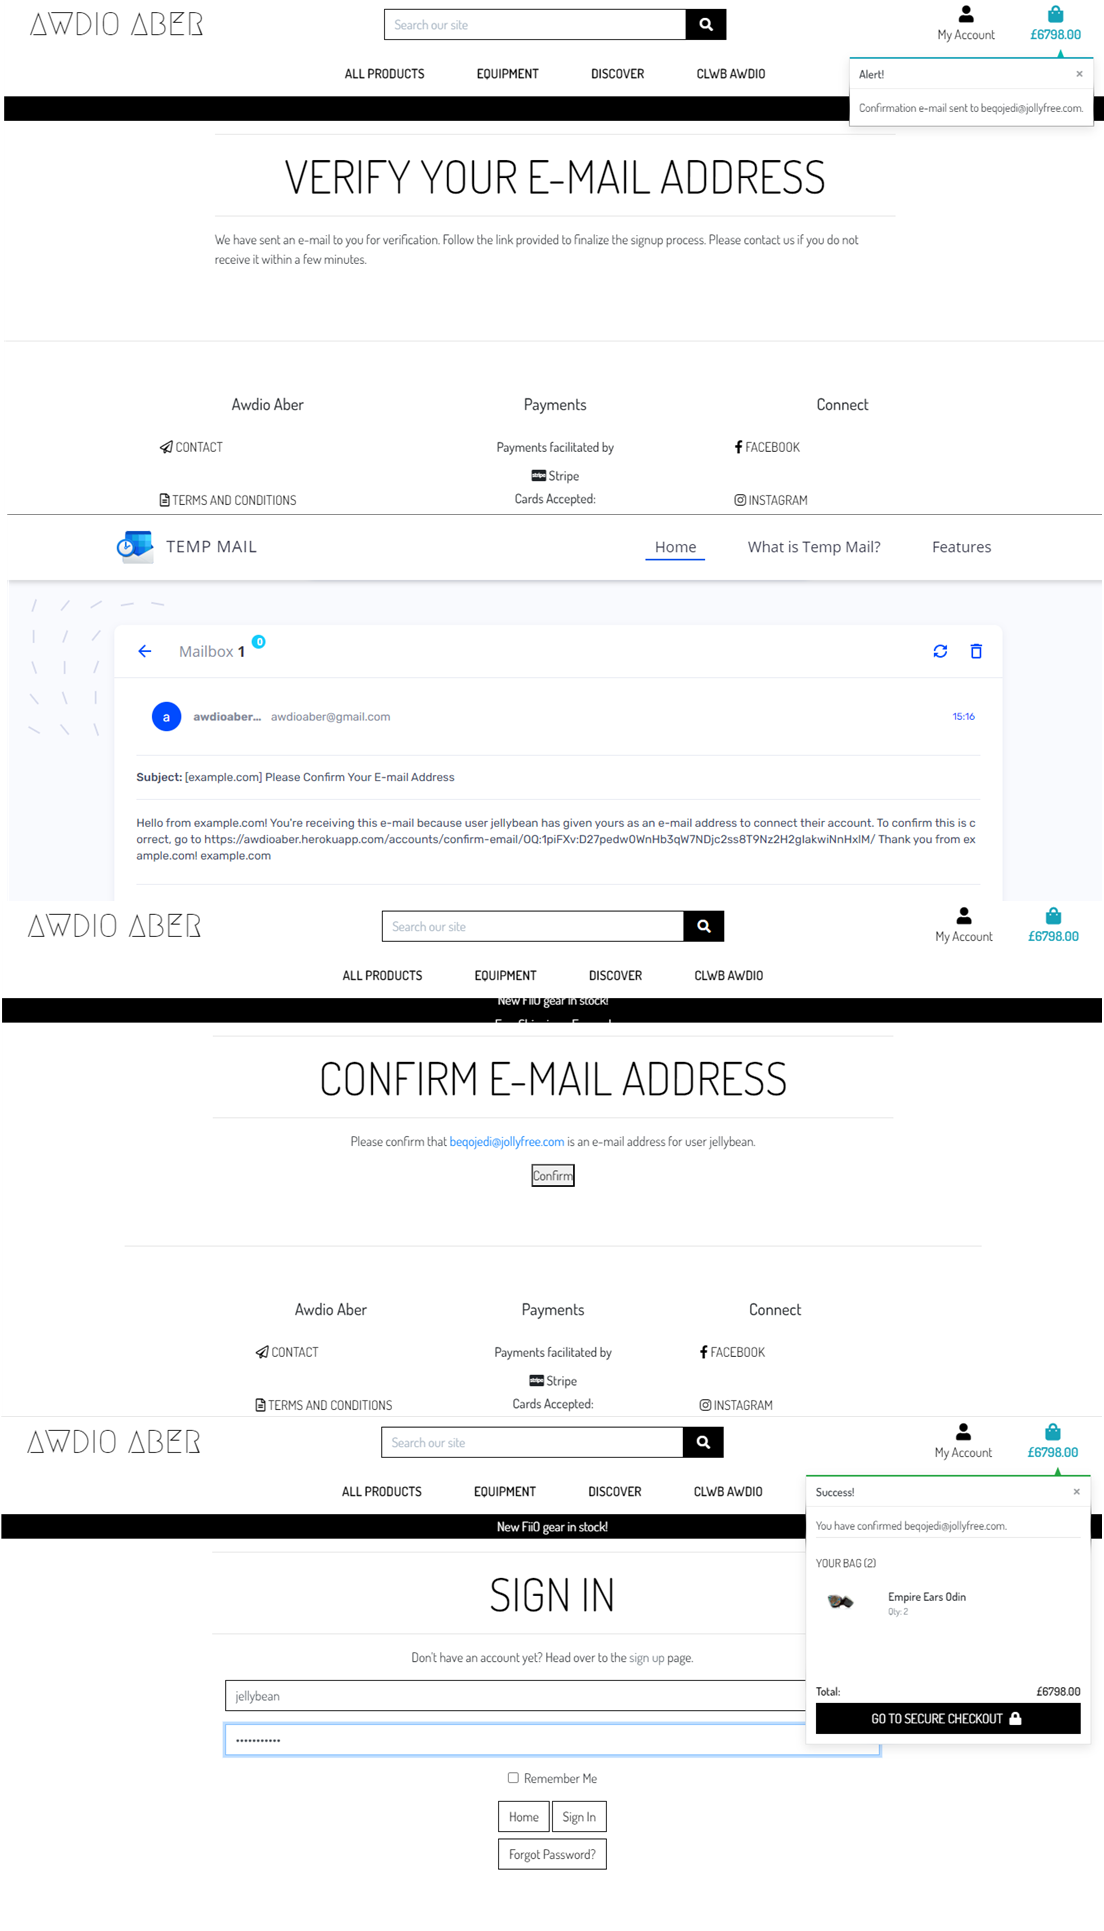 AWDIO ABER
Search our site
My Account
£6798.00
ALL PRODUCTS
EQUIPMENT
DISCOVER
CLWB AWDIO
Alert!
×
Confirmation e-mail sent to beqojedi@jollyfree.com.
VERIFY YOUR E-MAIL ADDRESS
We have sent an e-mail to you for verification. Follow the link provided to finalize the signup process. Please contact us if you do not
receive it within a few minutes.
Awdio Aber
Payments
Connect
CONTACT
Payments facilitated by
FACEBOOK
stripe Stripe
TERMS AND CONDITIONS
Cards Accepted:
INSTAGRAM
TEMP MAIL
Home
What is Temp Mail?
Features
Mailbox 1
0
a
awdioaber...
awdioaber@gmail.com
15:16
Subject: [example.com] Please Confirm Your E-mail Address
Hello from example.com! You're receiving this e-mail because user jellybean has given yours as an e-mail address to connect their account. To confirm this is c
orrect, go to https://awdioaber.herokuapp.com/accounts/confirm-email/OQ:1piFXv:D27pedw0WnHb3qW7NDjc2ss8T9Nz2H2glakwiNnHxlM/ Thank you from ex
ample.com! example.com
AWDIO ABER
Search our site
My Account
£6798.00
ALL PRODUCTS
EQUIPMENT
DISCOVER
CLWB AWDIO
New FiiO gear in stock!
CONFIRM E-MAIL ADDRESS
Please confirm that beqojedi@jollyfree.com is an e-mail address for user jellybean.
Confirm
Awdio Aber
Payments
Connect
CONTACT
Payments facilitated by
FACEBOOK
stripe Stripe
TERMS AND CONDITIONS
Cards Accepted:
INSTAGRAM
AWDIO ABER
Search our site
My Account
£6798.00
ALL PRODUCTS
EQUIPMENT
DISCOVER
CLWB AWDIO
New FiiO gear in stock!
Success!
×
You have confirmed beqojedi@jollyfree.com.
YOUR BAG (2)
Empire Ears Odin
Qty: 2
Total:
£6798.00
GO TO SECURE CHECKOUT
SIGN IN
Don't have an account yet? Head over to the sign up page.
jellybean
•••••••••••
Remember Me
Home
Sign In
Forgot Password?